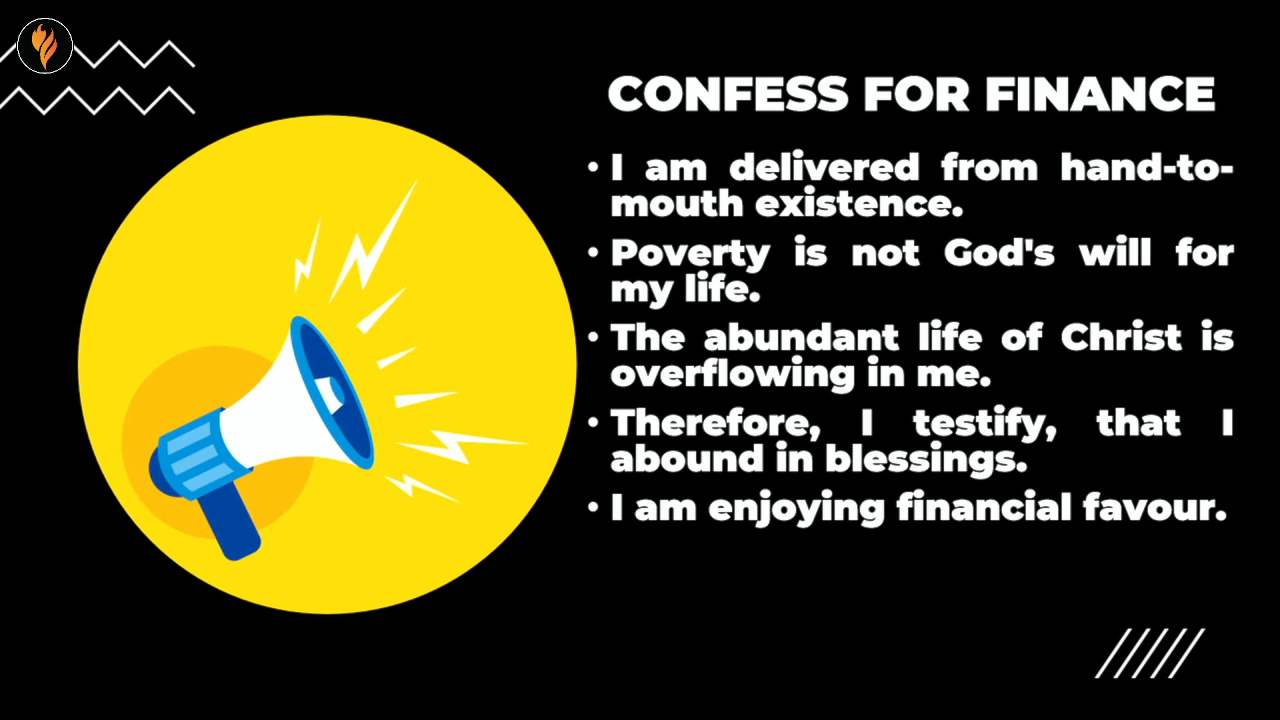 CONFESS FOR FINANCE
• I am delivered from hand-to-
mouth existence.
• Poverty is not God's will for
my life.
• The abundant life of Christ is
overflowing in me.
• Therefore, I testify, that I
abound in blessings.
• I am enjoying financial favour.